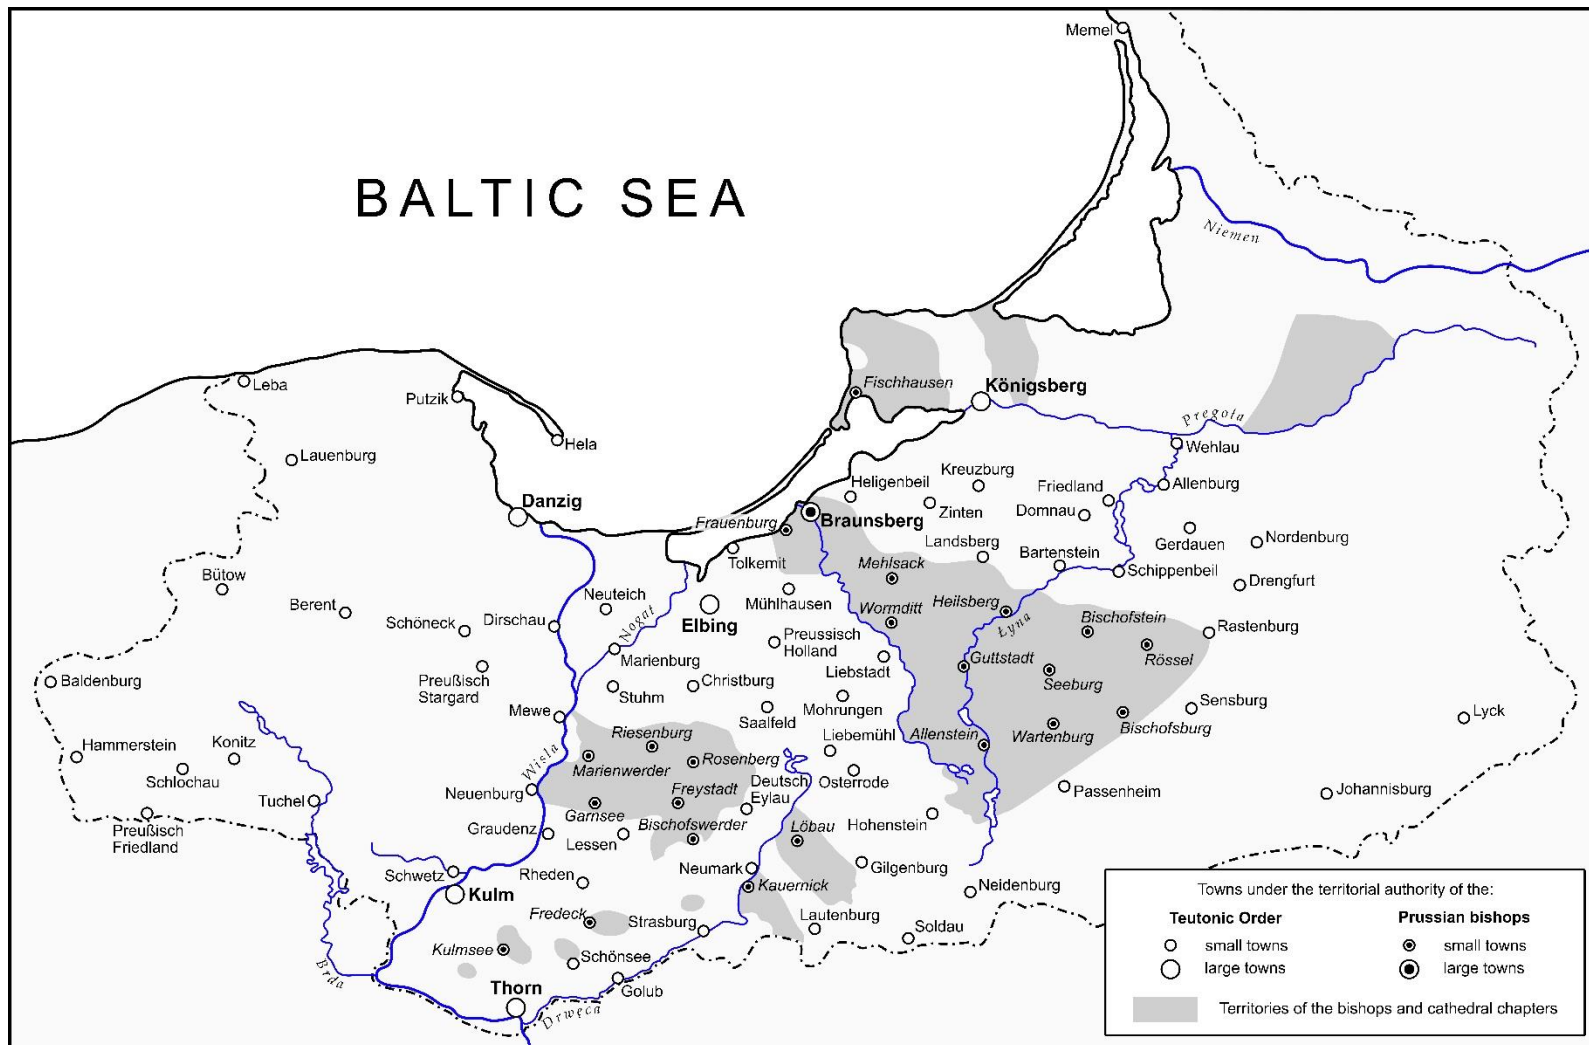 Memel
BALTIC SEA
Niemen
Leba
Putzik
Fischhausen
Königsberg
Pregola
Hela
Wehlau
Lauenburg
Kreuzburg
Heligenbeil
Friedland
Allenburg
Danzig
Zinten
Domnau
Frauenburg
Braunsberg
Gerdauen
Nordenburg
Tolkemit
Landsberg
Bartenstein
Mehlsack
Schippenbeil
Bütow
Drengfurt
Neuteich
Mühlhausen
Berent
Wormditt
Heilsberg
Łyna
Bischofstein
Schöneck
Dirschau
Nogat
Elbing
Rastenburg
Preussisch
Holland
Marienburg
Liebstadt
Guttstadt
Rössel
Preußisch
Stargard
Baldenburg
Stuhm
Christburg
Seeburg
Mewe
Saalfeld
Mohrungen
Sensburg
Lyck
Riesenburg
Liebemühl
Allenstein
Wartenburg
Bischofsburg
Hammerstein
Konitz
Wisla
Marienwerder
Rosenberg
Schlochau
Deutsch
Eylau
Osterrode
Tuchel
Neuenburg
Freystadt
Passenheim
Johannisburg
Preußisch
Friedland
Garnsee
Graudenz
Lessen
Bischofswerder
Löbau
Hohenstein
Schwetz
Rheden
Neumark
Gilgenburg
Kulm
Kauernick
Neidenburg
Fredeck
Strasburg
Lautenburg
Soldau
Kulmsee
Schönsee
Brda
Golub
Thorn
Drwęca
Towns under the territorial authority of the:
Teutonic Order
Prussian bishops
small towns
small towns
large towns
large towns
Territories of the bishops and cathedral chapters